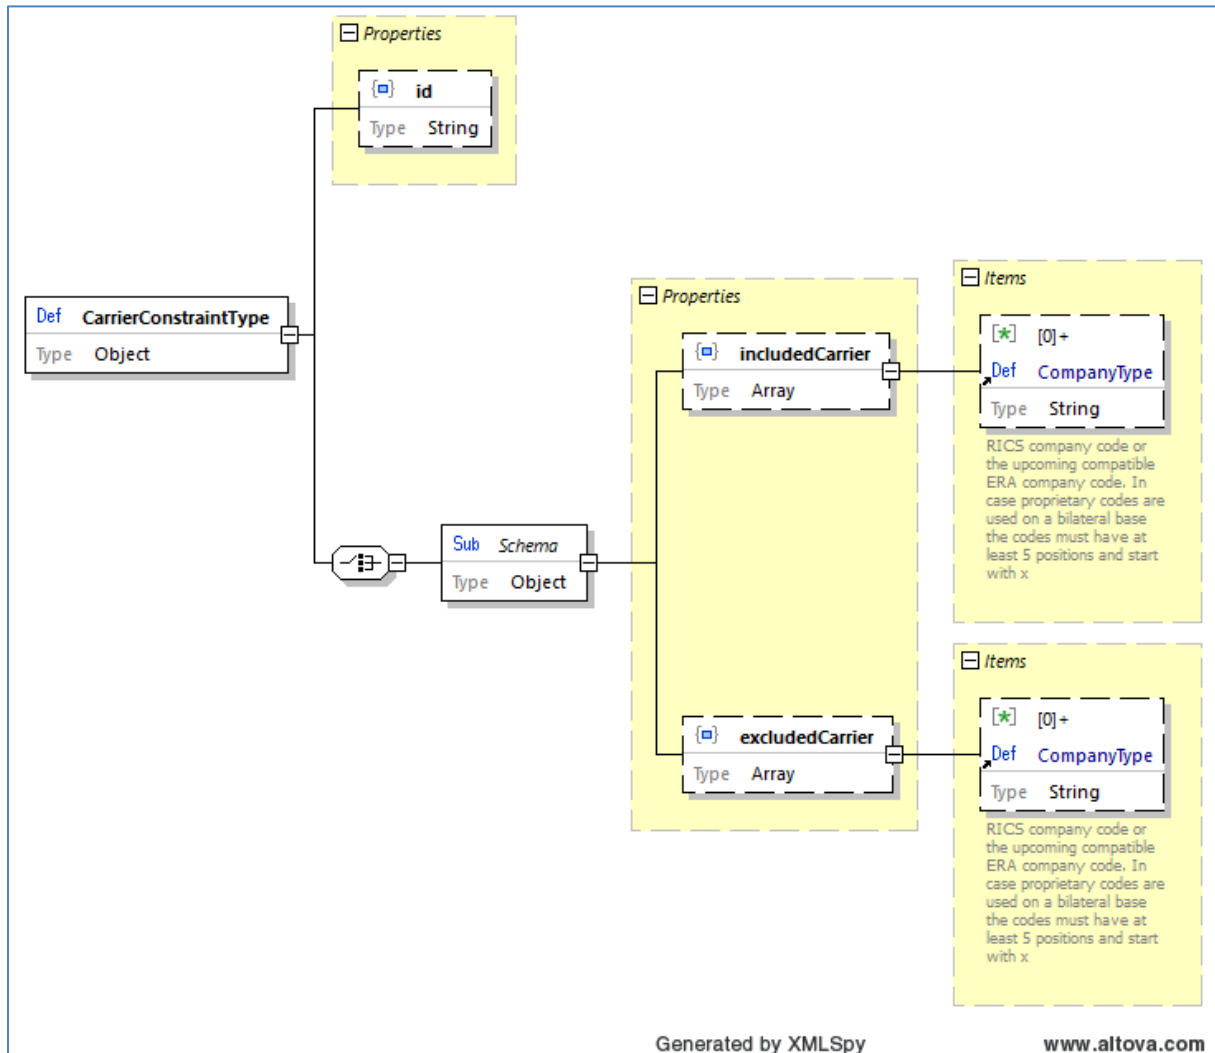 Properties
id
Type String
Def CarrierConstraintType
Type Object
Sub Schema
Type Object
Properties
includedCarrier
Type Array
Items
[0]+
Def CompanyType
Type String
RICS company code or
the upcoming compatible
ERA company code. In
case proprietary codes are
used on a bilateral base
the codes must have at
least 5 positions and start
with x
excludedCarrier
Type Array
Items
[0]+
Def CompanyType
Type String
RICS company code or
the upcoming compatible
ERA company code. In
case proprietary codes are
used on a bilateral base
the codes must have at
least 5 positions and start
with x
Generated by XMLSpy www.altova.com